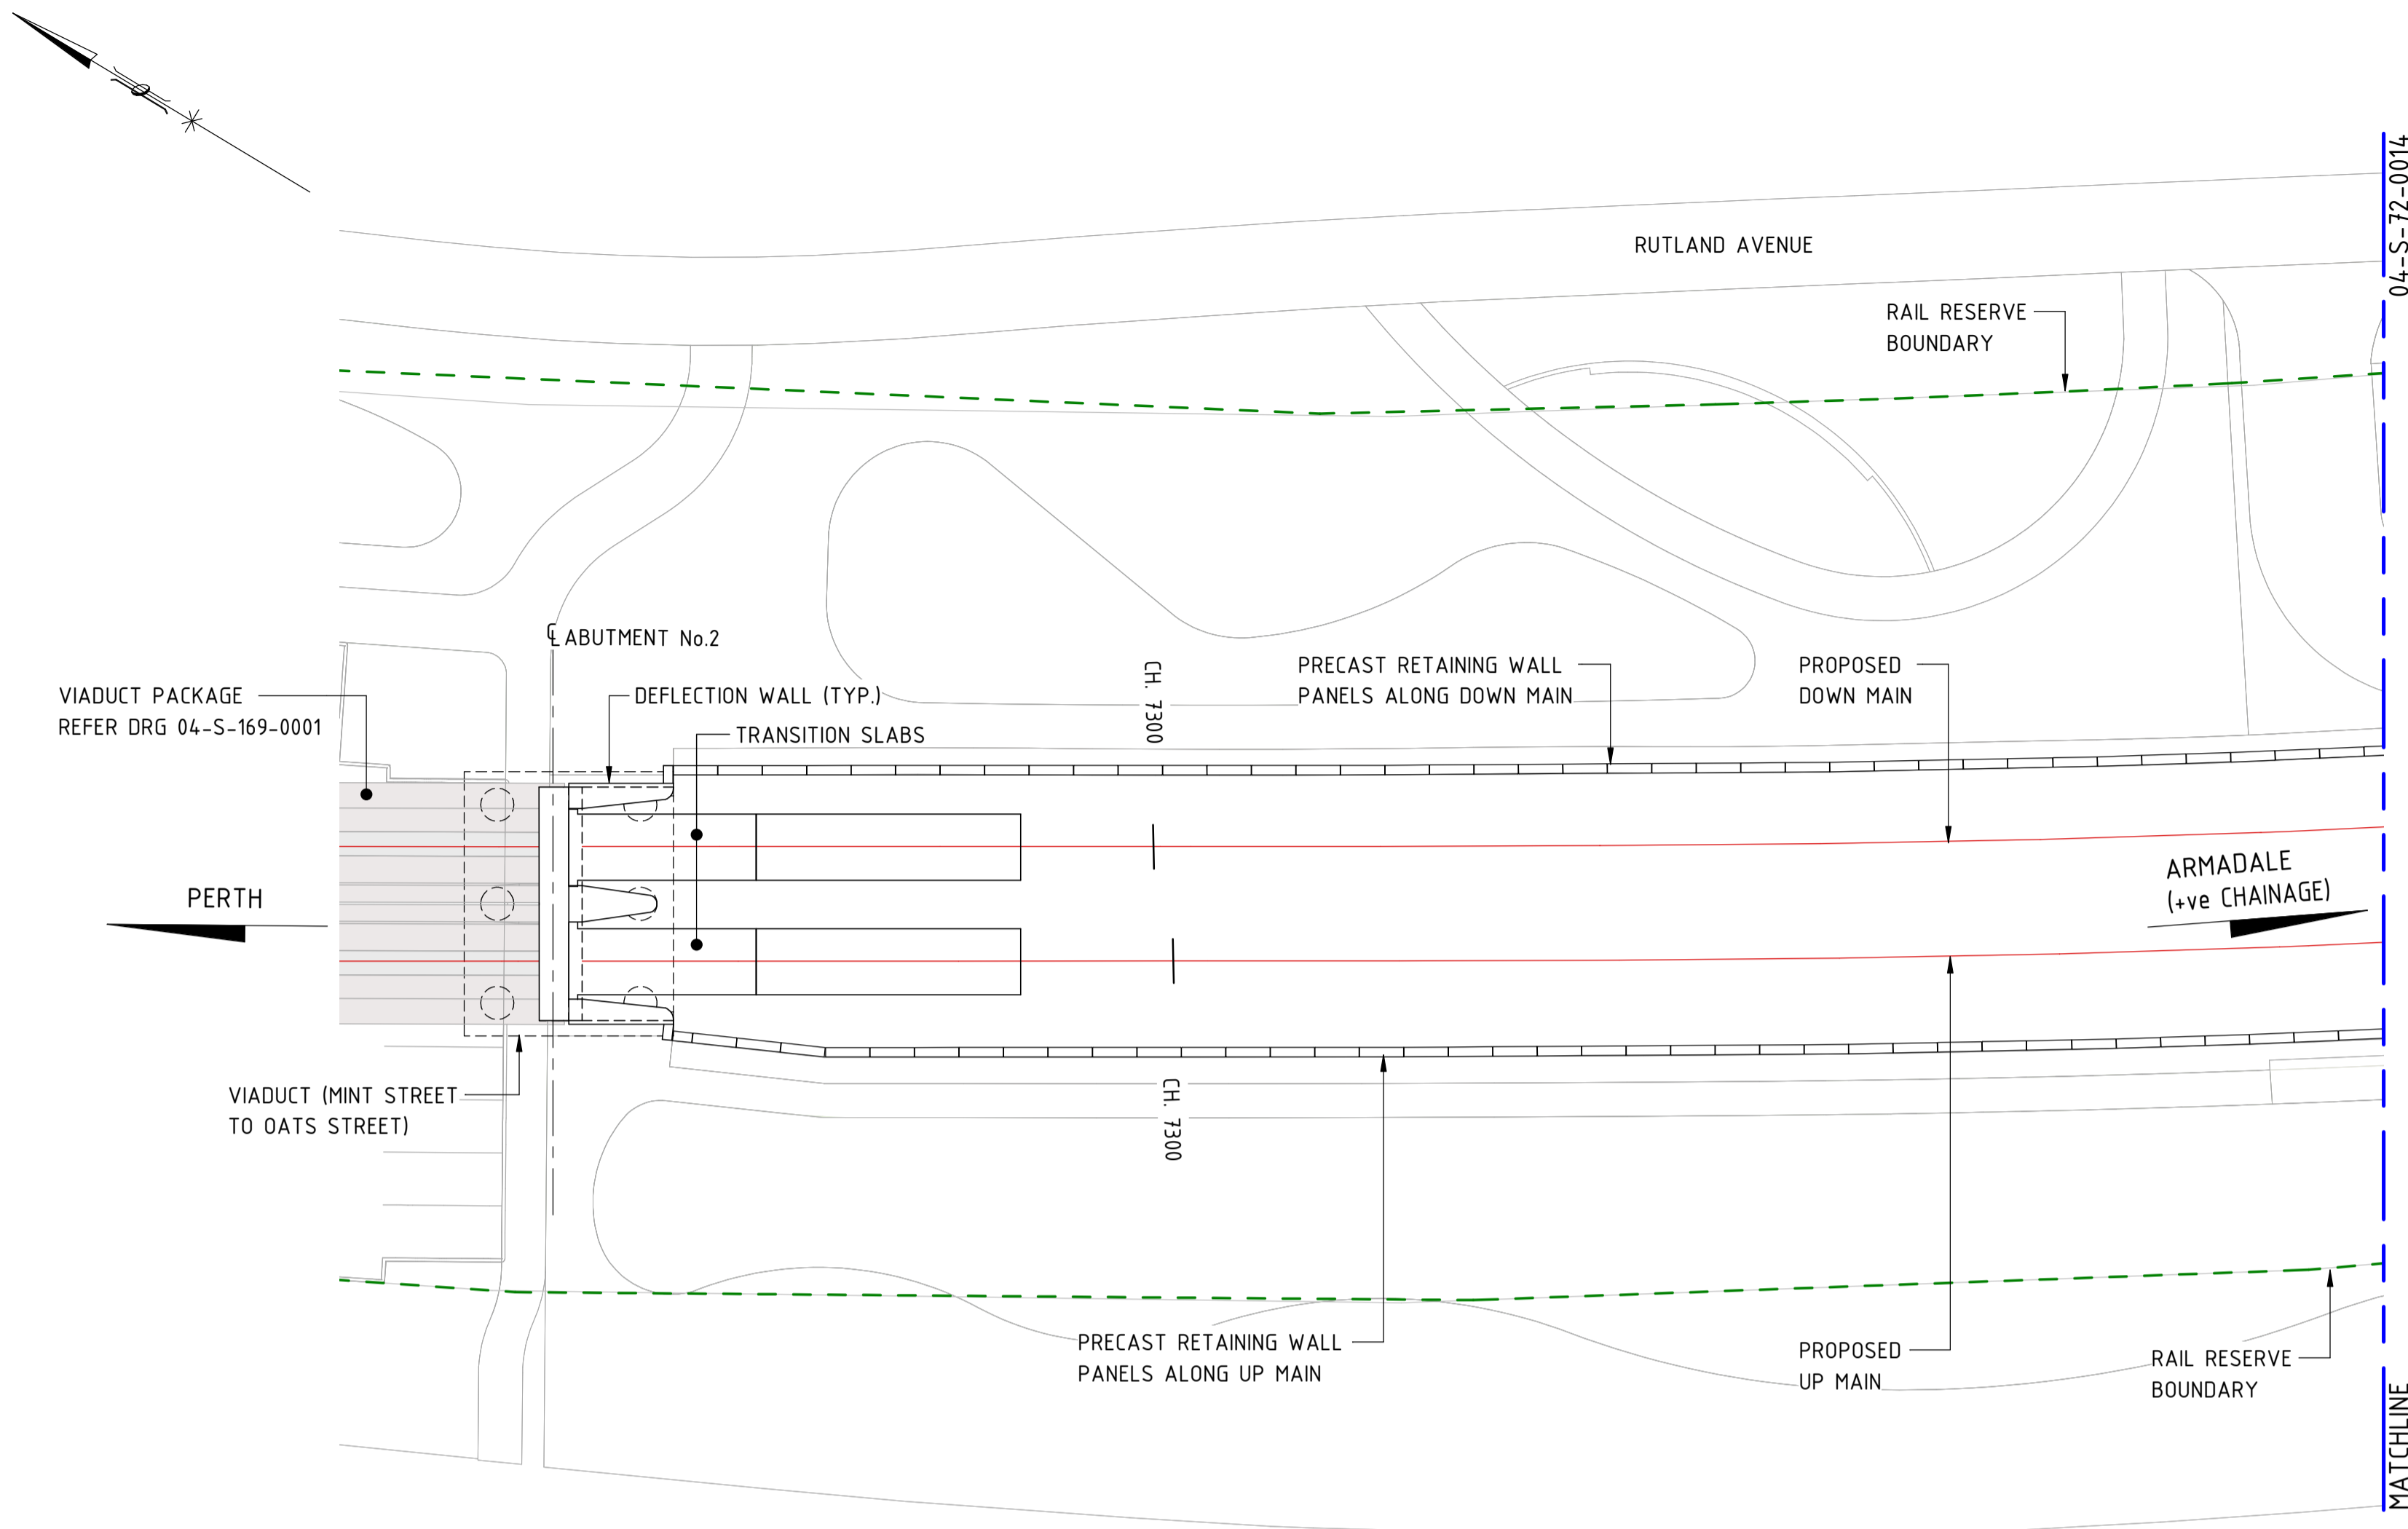 RUTLAND AVENUE
04-S-72-0014
RAIL RESERVE
BOUNDARY
℄ ABUTMENT No.2
VIADUCT PACKAGE
REFER DRG 04-S-169-0001
DEFLECTION WALL (TYP.)
TRANSITION SLABS
CH. 7300
PRECAST RETAINING WALL
PANELS ALONG DOWN MAIN
PROPOSED
DOWN MAIN
PERTH
ARMADALE
(+ve CHAINAGE)
VIADUCT (MINT STREET
TO OATS STREET)
CH. 7300
PRECAST RETAINING WALL
PANELS ALONG UP MAIN
PROPOSED
UP MAIN
RAIL RESERVE
BOUNDARY
MATCHLINE